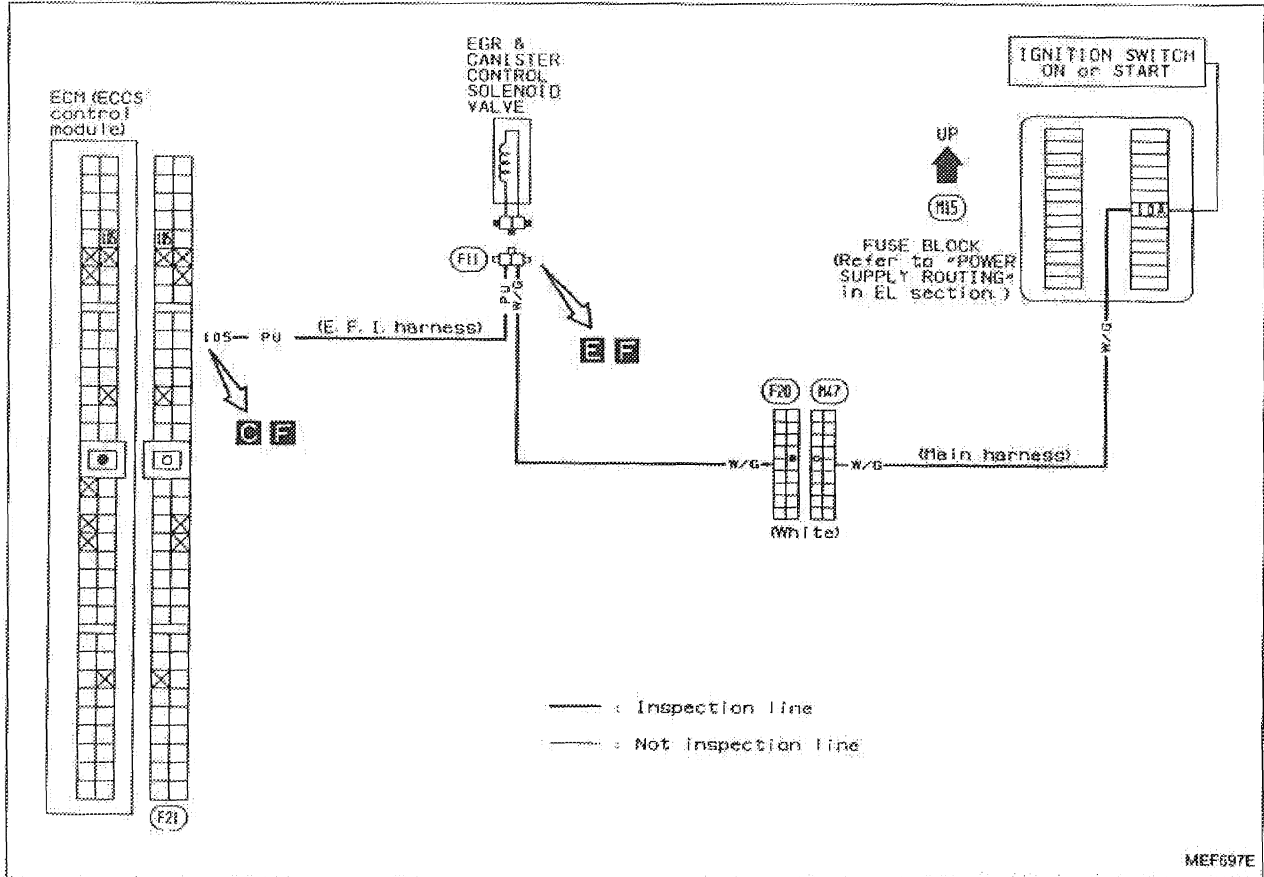 EGR &
CANISTER
CONTROL
SOLENOID
VALVE
IGNITION SWITCH
ON or START
ECM (ECCS
control
module)
UP
M15
10A
FUSE BLOCK
(Refer to "POWER
SUPPLY ROUTING"
in EL section.)
F11
PU
W/G
W/G
105
PU
(E.F.I. harness)
E F
C F
F20
M47
W/G
W/G
(Main harness)
(White)
: Inspection line
: Not inspection line
F21
MEF697E